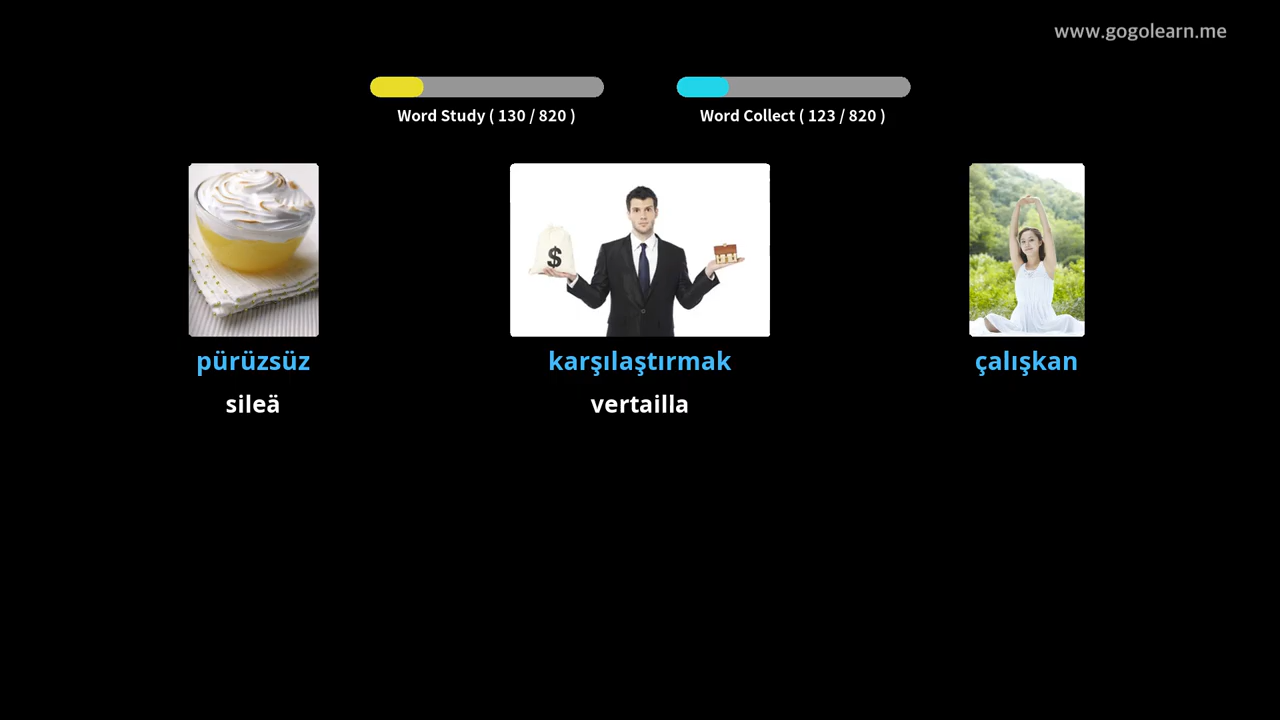 www.gogolearn.me
Word Study ( 130 / 820 )
Word Collect ( 123 / 820 )
$
pürüzsüz
karşılaştırmak
çalışkan
sileä
vertailla